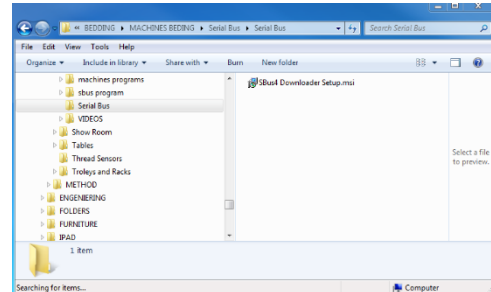 « BEDDING ▸ MACHINES BEDING ▸ Serial Bus ▸ Serial Bus
Search Serial Bus
File Edit View Tools Help
Organize Include in library Share with Burn New folder
machines programs
sbus program
Serial Bus
VIDEOS
Show Room
Tables
Thread Sensors
Troleys and Racks
METHOD
ENGENIERING
FOLDERS
FURNITURE
IPAD
SBus4 Downloader Setup.msi
Select a file
to preview.
1 item
Searching for items...
Computer